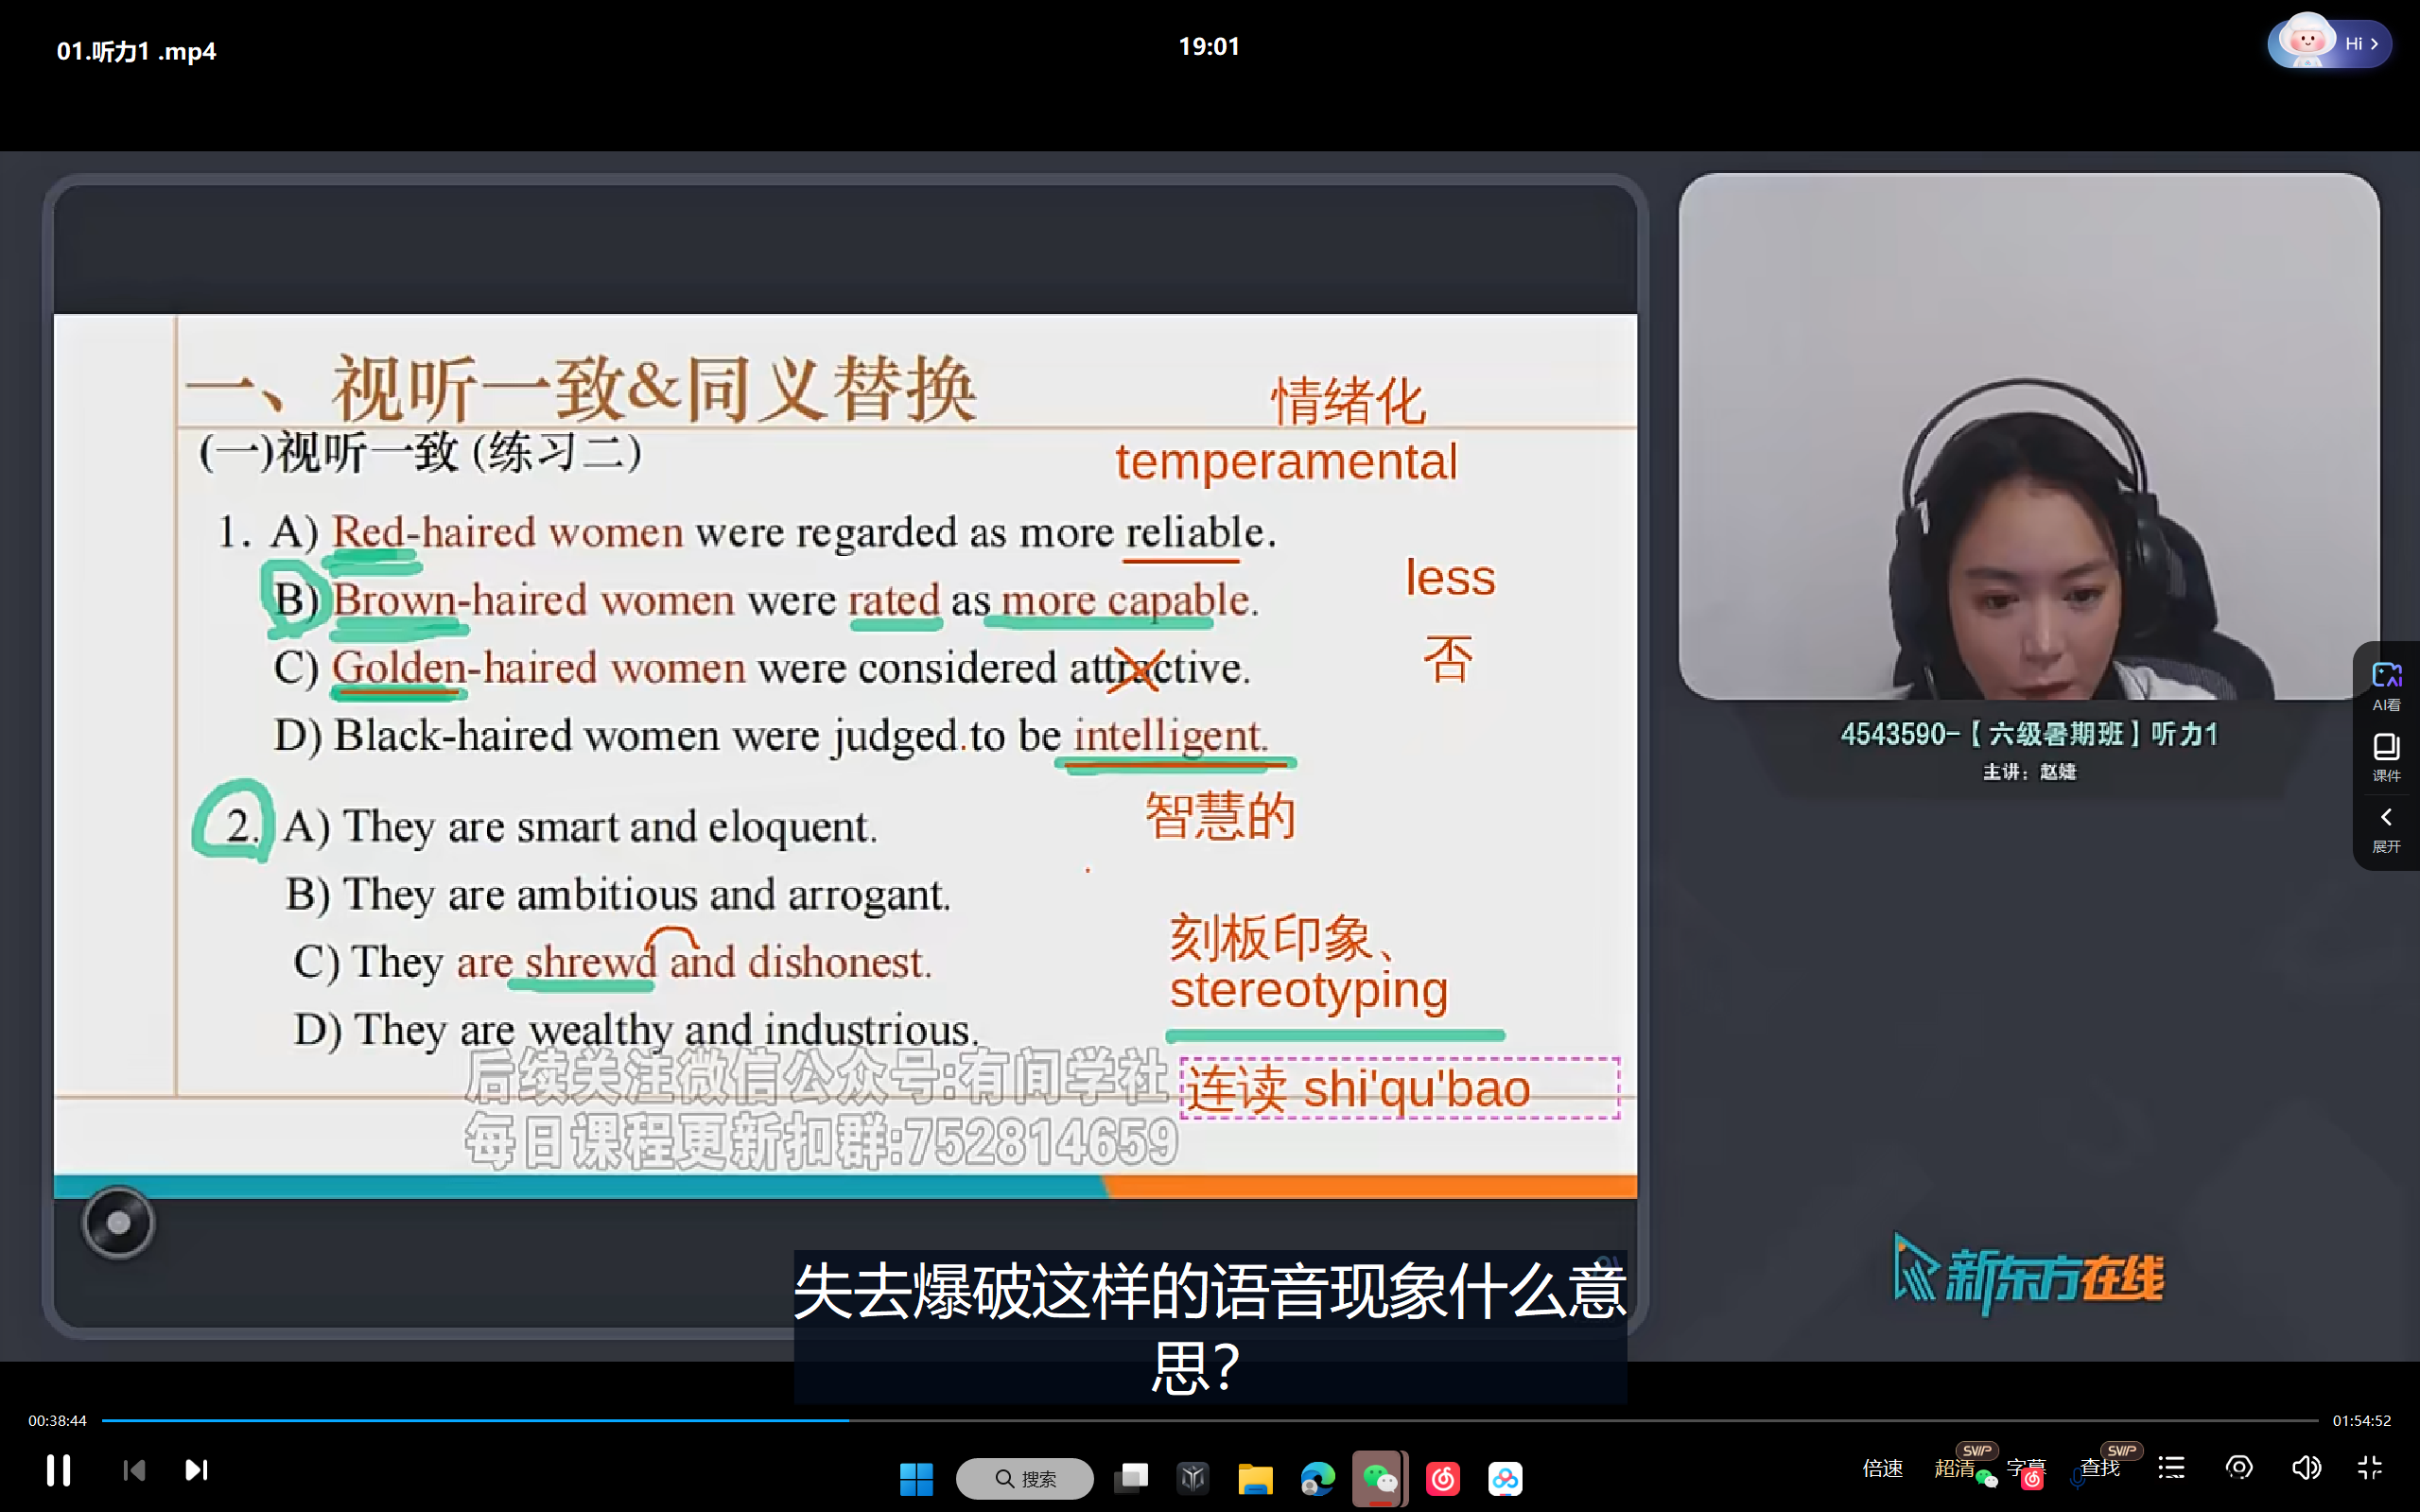 01.听力1 .mp4
19:01
Hi >
一、视听一致&同义替换
情绪化
(一)视听一致 (练习二)
temperamental
1. A) Red-haired women were regarded as more reliable.
less
B) Brown-haired women were rated as more capable.
否
C) Golden-haired women were considered attractive.
D) Black-haired women were judged to be intelligent.
智慧的
2. A) They are smart and eloquent.
B) They are ambitious and arrogant.
刻板印象、
stereotyping
C) They are shrewd and dishonest.
D) They are wealthy and industrious.
后续关注微信公众号:有间学社
连读 shi'qu'bao
每日课程更新扣群:752814659
4543590-【六级暑期班】听力1
主讲：赵婕
AI看
课件
展开
新东方在线
失去爆破这样的语音现象什么意
思?
00:38:44
01:54:52
搜索
倍速
超清
SVIP
字幕
查找
SVIP